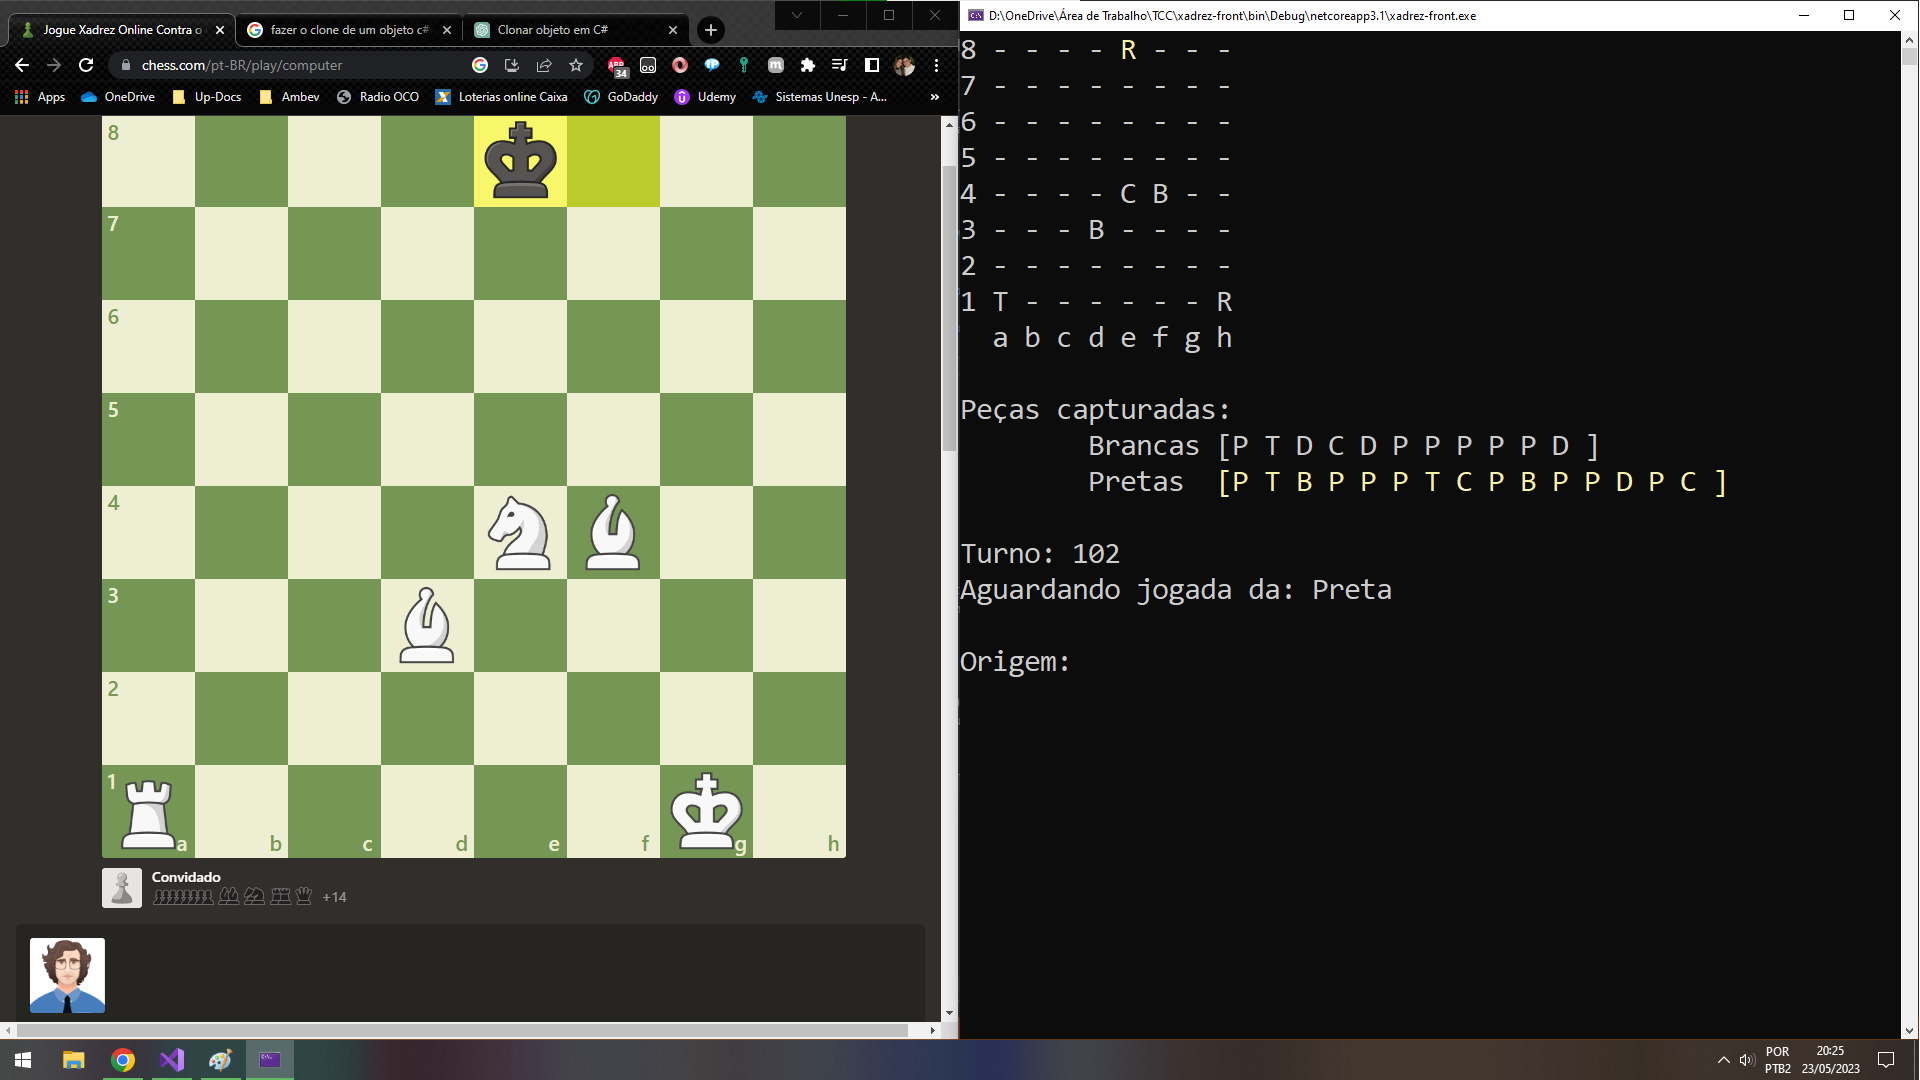 Jogue Xadrez Online Contra o
fazer o clone de um objeto c#
Clonar objeto em C#
chess.com/pt-BR/play/computer
34
Apps
OneDrive
Up-Docs
Ambev
Radio OCO
Loterias online Caixa
GoDaddy
Udemy
Sistemas Unesp - A...
»
8
7
6
5
4
3
2
1
a b c d e f g h
Convidado
+14
D:\OneDrive\Área de Trabalho\TCC\xadrez-front\bin\Debug\netcoreapp3.1\xadrez-front.exe
8 - - - - R - - -
7 - - - - - - - -
6 - - - - - - - -
5 - - - - - - - -
4 - - - - C B - -
3 - - - B - - - -
2 - - - - - - - -
1 T - - - - - - R
a b c d e f g h
Peças capturadas:
Brancas [P T D C D P P P P P D ]
Pretas [P T B P P P T C P B P P D P C ]
Turno: 102
Aguardando jogada da: Preta
Origem:
POR
PTB2
20:25
23/05/2023